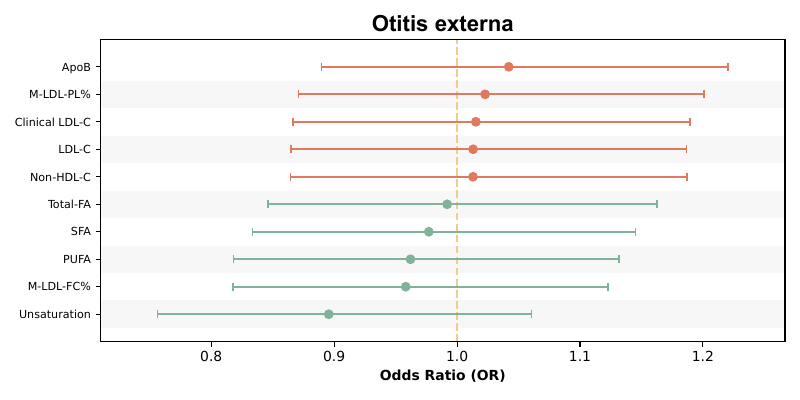 Otitis externa
ApoB
M-LDL-PL%
Clinical LDL-C
LDL-C
Non-HDL-C
Total-FA
SFA
PUFA
M-LDL-FC%
Unsaturation
0.8 0.9 1.0 1.1 1.2
Odds Ratio (OR)